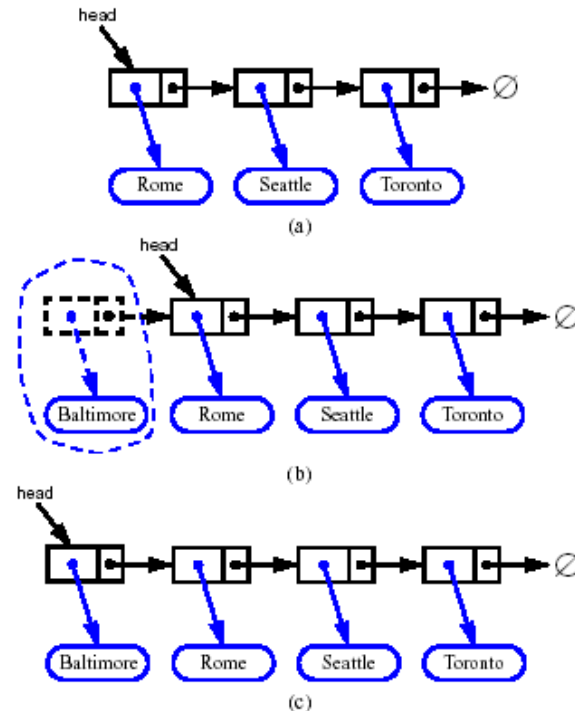 head
∅
Rome Seattle Toronto
(a)
head
∅
Baltimore Rome Seattle Toronto
(b)
head
∅
Baltimore Rome Seattle Toronto
(c)